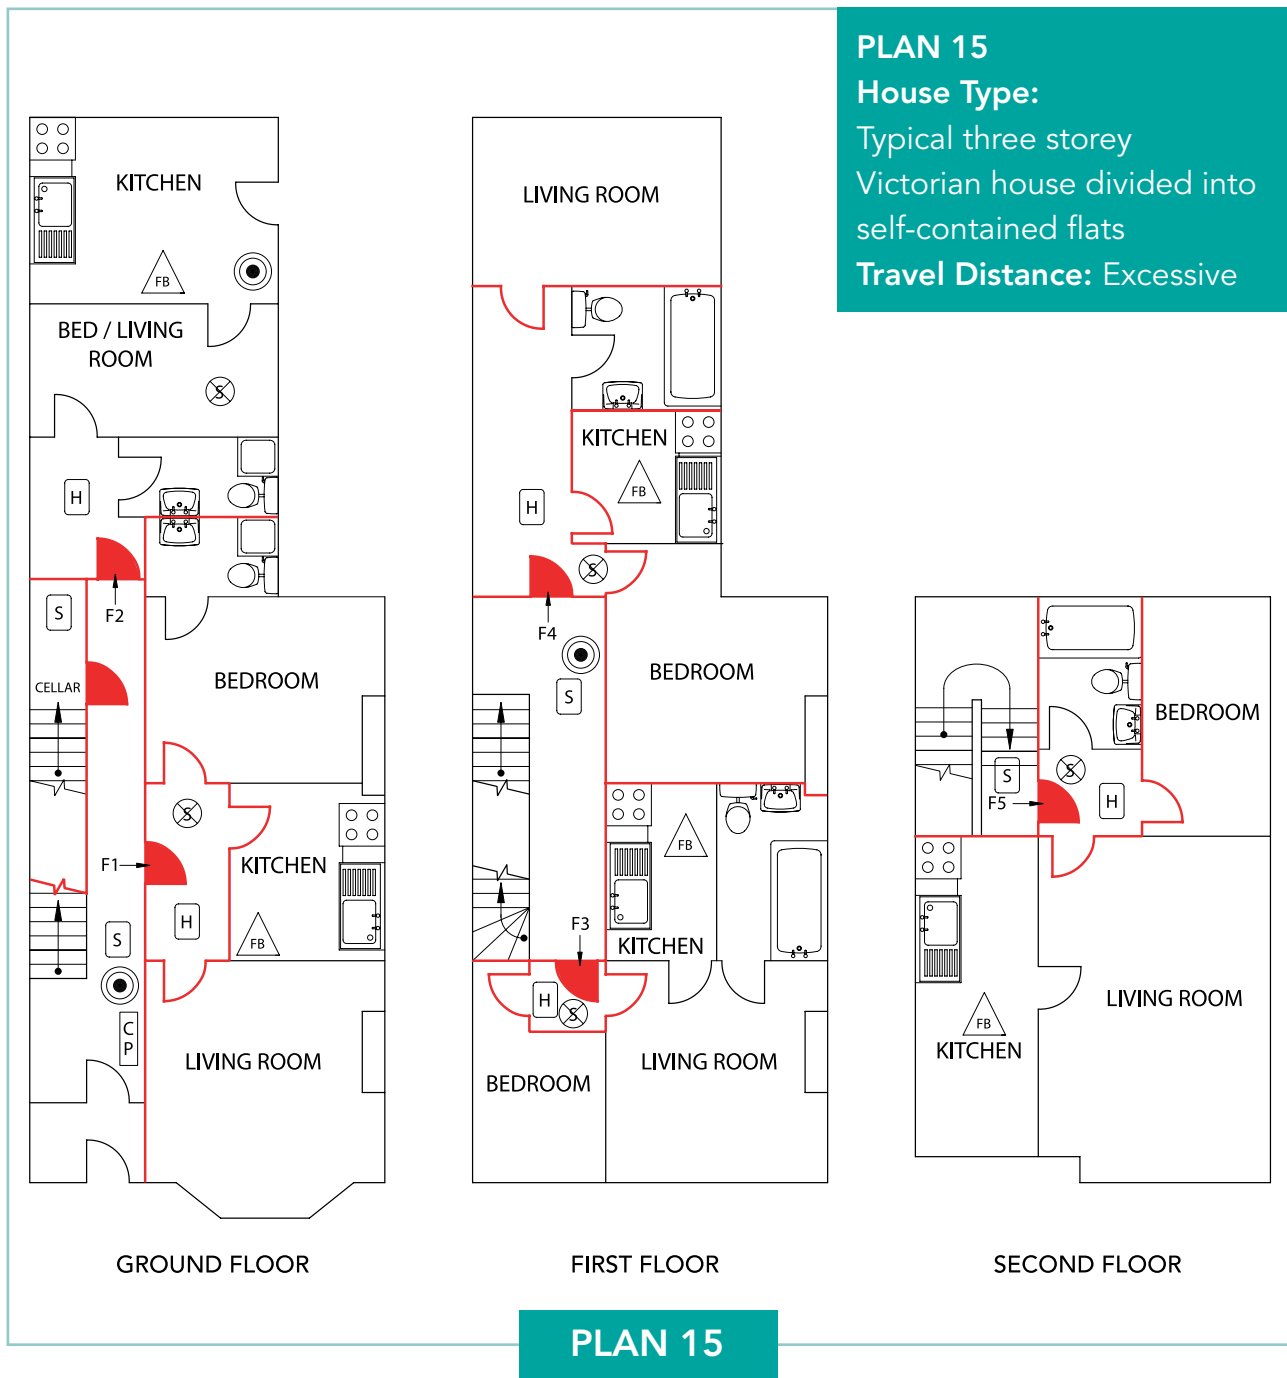 PLAN 15
House Type:
Typical three storey
Victorian house divided into
self-contained flats
Travel Distance: Excessive
KITCHEN
FB
BED / LIVING
ROOM
S
H
F2
S
CELLAR
BEDROOM
S
F1
KITCHEN
H
FB
S
C
P
LIVING ROOM
GROUND FLOOR
LIVING ROOM
KITCHEN
FB
H
S
F4
S
BEDROOM
FB
F3
KITCHEN
H
S
LIVING ROOM
BEDROOM
FIRST FLOOR
BEDROOM
S
S
H
F5
LIVING ROOM
FB
KITCHEN
SECOND FLOOR
PLAN 15